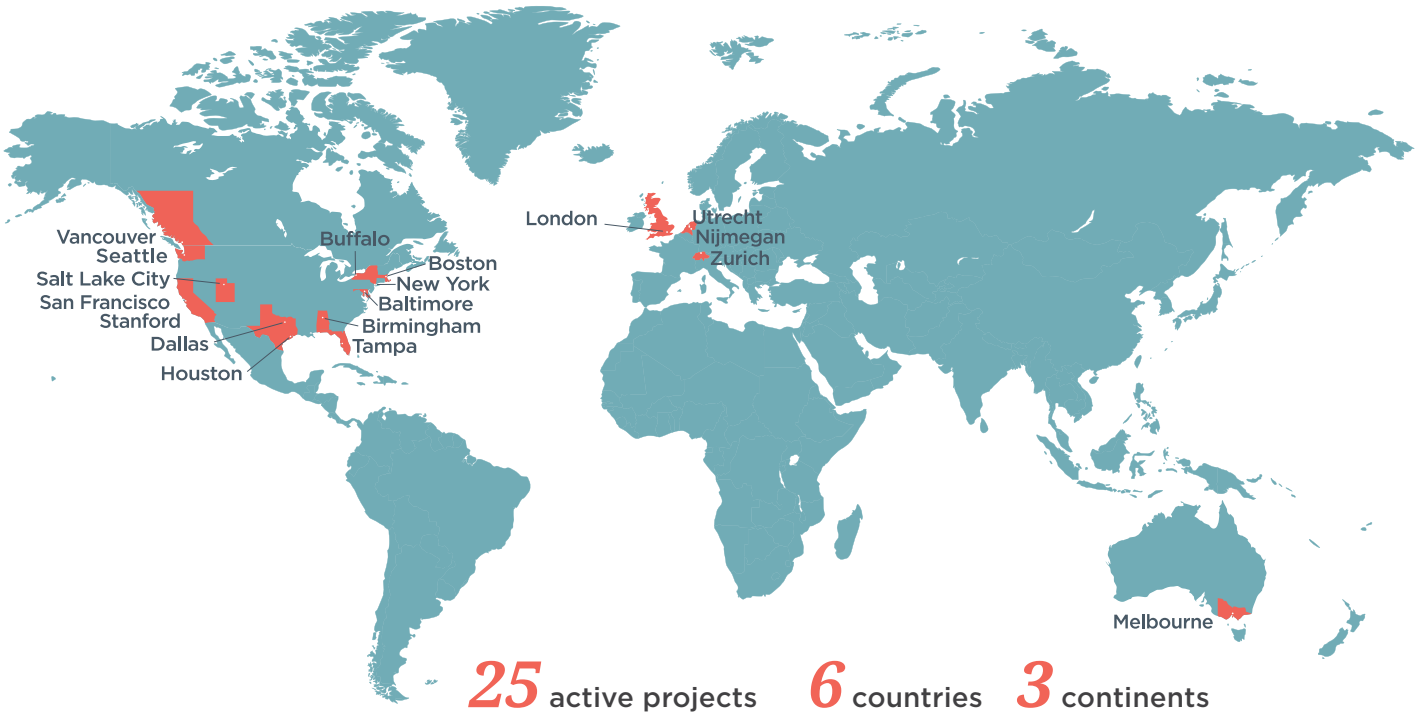 Vancouver
Seattle
Salt Lake City
San Francisco
Stanford
Dallas
Houston
Buffalo
Boston
New York
Baltimore
Birmingham
Tampa
London
Utrecht
Nijmegan
Zurich
Melbourne
25 active projects 6 countries 3 continents